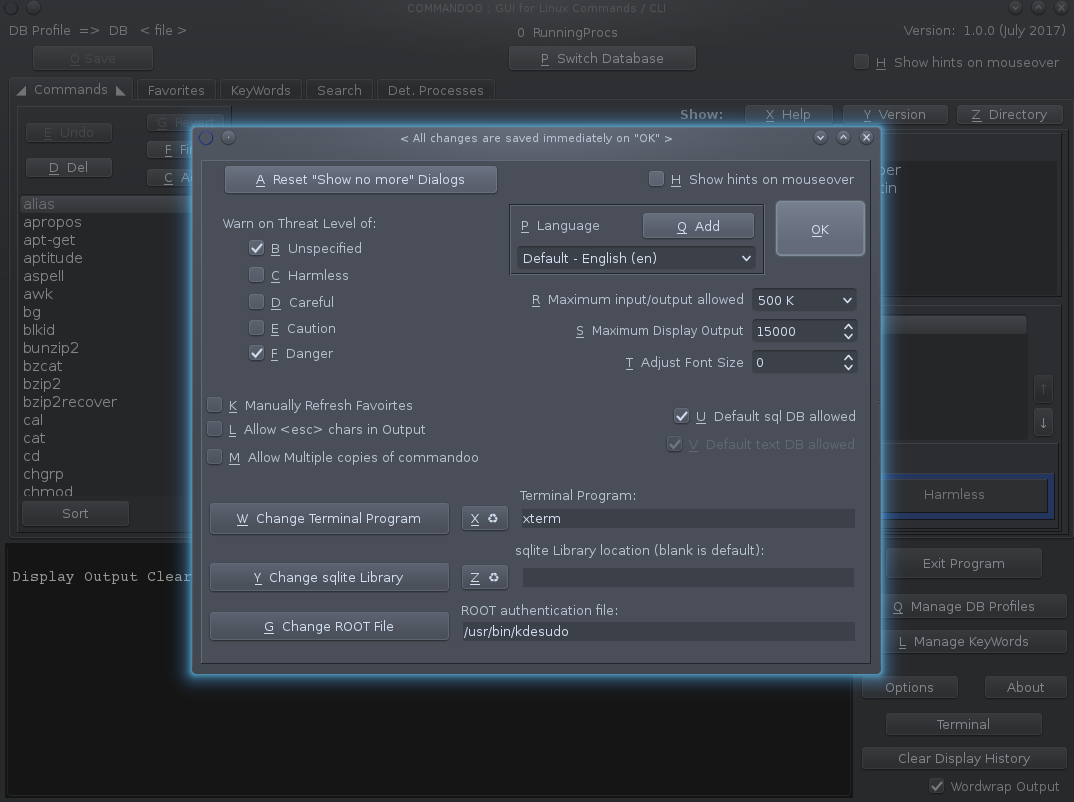 COMMANDOO : GUI for Linux Commands / CLI
DB Profile => DB < file >
0 RunningProcs
Version: 1.0.0 (July 2017)
O Save
P Switch Database
H Show hints on mouseover
Commands
Favorites
KeyWords
Search
Det. Processes
Show:
X Help
Y Version
Z Directory
E Undo
D Del
alias
apropos
apt-get
aptitude
aspell
awk
bg
blkid
bunzip2
bzcat
bzip2
bzip2recover
cal
cat
cd
chgrp
chmod
Sort
< All changes are saved immediately on "OK" >
A Reset "Show no more" Dialogs
H Show hints on mouseover
Warn on Threat Level of:
B Unspecified
C Harmless
D Careful
E Caution
F Danger
P Language
Q Add
Default - English (en)
OK
R Maximum input/output allowed
500 K
S Maximum Display Output
15000
T Adjust Font Size
0
K Manually Refresh Favoirtes
L Allow <esc> chars in Output
M Allow Multiple copies of commandoo
U Default sql DB allowed
V Default text DB allowed
W Change Terminal Program
X
Terminal Program:
xterm
Y Change sqlite Library
Z
sqlite Library location (blank is default):
G Change ROOT File
ROOT authentication file:
/usr/bin/kdesudo
Harmless
Display Output Clear
Exit Program
Q Manage DB Profiles
L Manage KeyWords
Options
About
Terminal
Clear Display History
Wordwrap Output